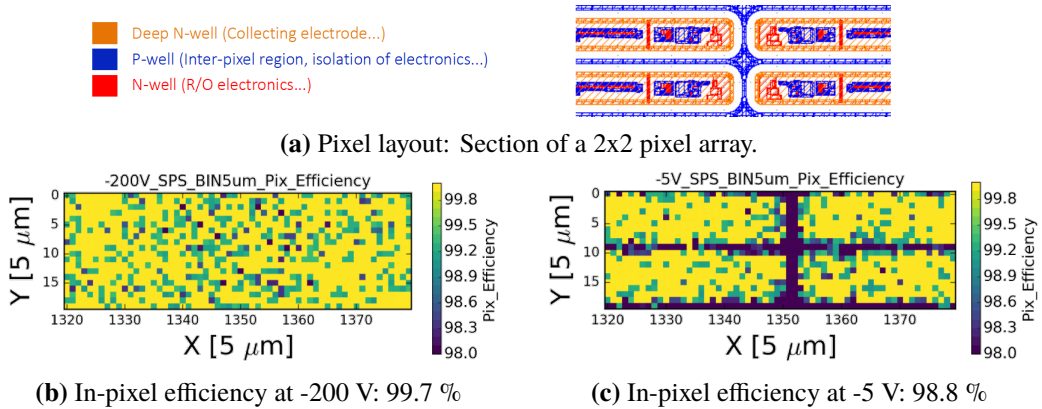 Deep N-well (Collecting electrode...)
P-well (Inter-pixel region, isolation of electronics...)
N-well (R/O electronics...)
(a) Pixel layout: Section of a 2x2 pixel array.
-200V_SPS_BIN5um_Pix_Efficiency
0
5
10
15
Y [5 μm]
1320 1330 1340 1350 1360 1370
X [5 μm]
99.8
99.5
99.2
98.9
98.6
98.3
98.0
Pix_Efficiency
(b) In-pixel efficiency at -200 V: 99.7 %
-5V_SPS_BIN5um_Pix_Efficiency
0
5
10
15
Y [5 μm]
1320 1330 1340 1350 1360 1370
X [5 μm]
99.8
99.5
99.2
98.9
98.6
98.3
98.0
Pix_Efficiency
(c) In-pixel efficiency at -5 V: 98.8 %